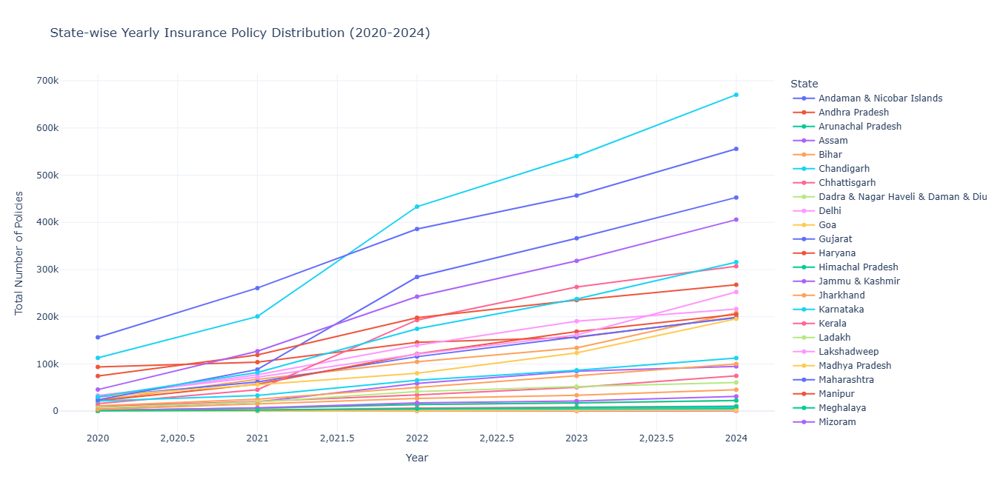 State-wise Yearly Insurance Policy Distribution (2020-2024)
700k
600k
500k
400k
300k
200k
100k
0
Total Number of Policies
2020
2,020.5
2021
2,021.5
2022
2,022.5
2023
2,023.5
2024
Year
State
Andaman & Nicobar Islands
Andhra Pradesh
Arunachal Pradesh
Assam
Bihar
Chandigarh
Chhattisgarh
Dadra & Nagar Haveli & Daman & Diu
Delhi
Goa
Gujarat
Haryana
Himachal Pradesh
Jammu & Kashmir
Jharkhand
Karnataka
Kerala
Ladakh
Lakshadweep
Madhya Pradesh
Maharashtra
Manipur
Meghalaya
Mizoram